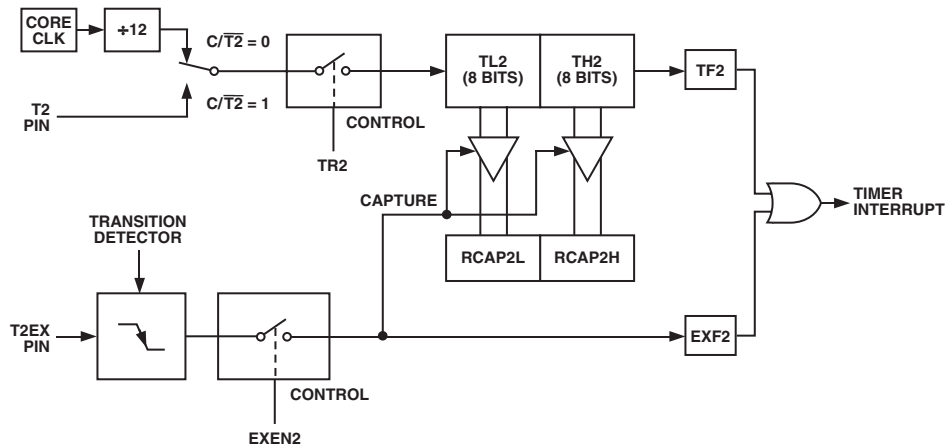 CORE
CLK
÷12
C/T2 = 0
C/T2 = 1
T2
PIN
CONTROL
TR2
TL2
(8 BITS)
TH2
(8 BITS)
TF2
CAPTURE
TRANSITION
DETECTOR
RCAP2L
RCAP2H
TIMER
INTERRUPT
T2EX
PIN
CONTROL
EXEN2
EXF2